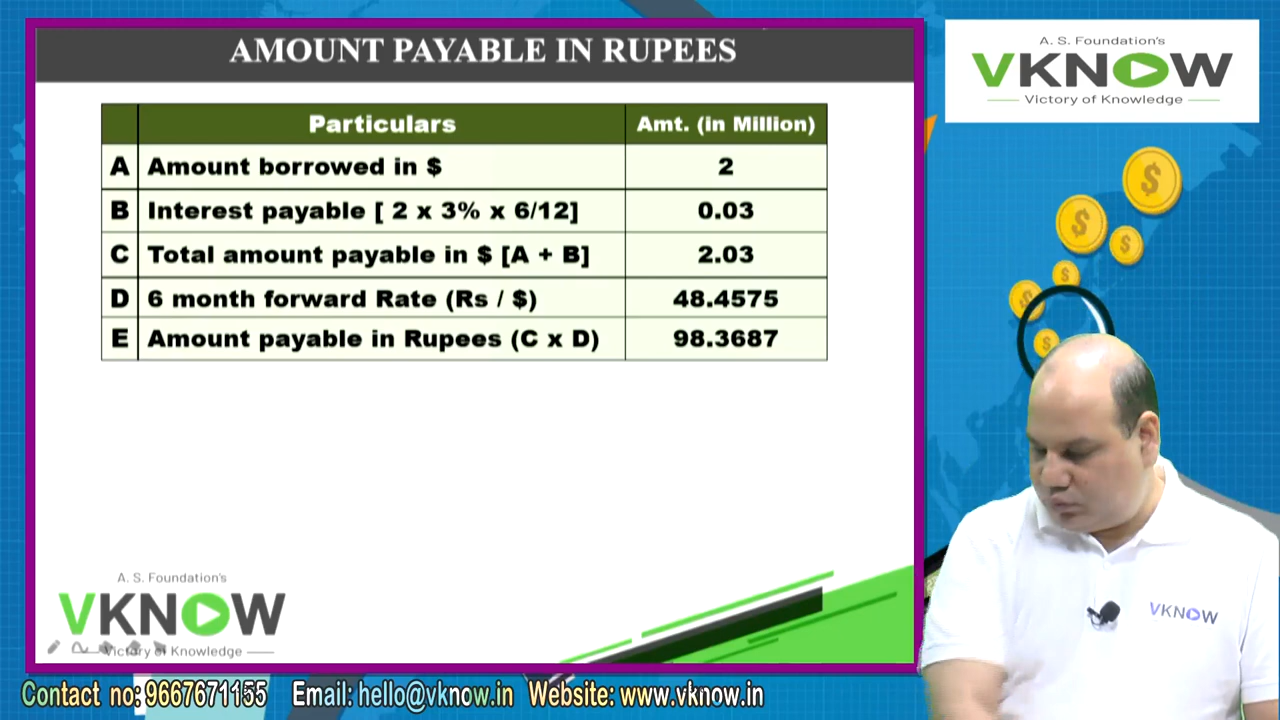 AMOUNT PAYABLE IN RUPEES
A. S. Foundation's
VKNOW
Victory of Knowledge
Particulars Amt. (in Million)
A Amount borrowed in $ 2
B Interest payable [ 2 x 3% x 6/12] 0.03
C Total amount payable in $ [A + B] 2.03
D 6 month forward Rate (Rs / $) 48.4575
E Amount payable in Rupees (C x D) 98.3687
VKNOW
A. S. Foundation's
VKNOW
Victory of Knowledge
Contact no: 9667671155 Email: hello@vknow.in Website: www.vknow.in